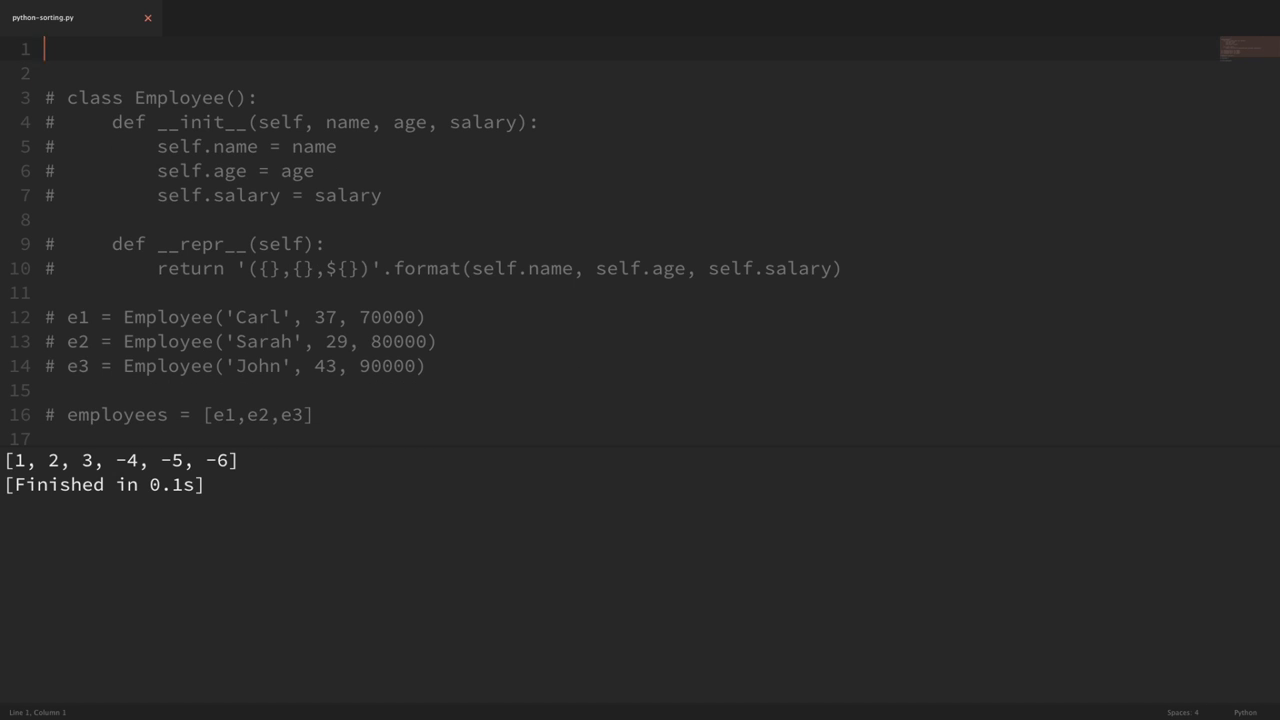 python-sorting.py
1
2
3 # class Employee():
4 #     def __init__(self, name, age, salary):
5 #         self.name = name
6 #         self.age = age
7 #         self.salary = salary
8
9 #     def __repr__(self):
10 #         return '({},{},${})'.format(self.name, self.age, self.salary)
11
12 # e1 = Employee('Carl', 37, 70000)
13 # e2 = Employee('Sarah', 29, 80000)
14 # e3 = Employee('John', 43, 90000)
15
16 # employees = [e1,e2,e3]
17
[1, 2, 3, -4, -5, -6]
[Finished in 0.1s]
Line 1, Column 1
Spaces: 4
Python